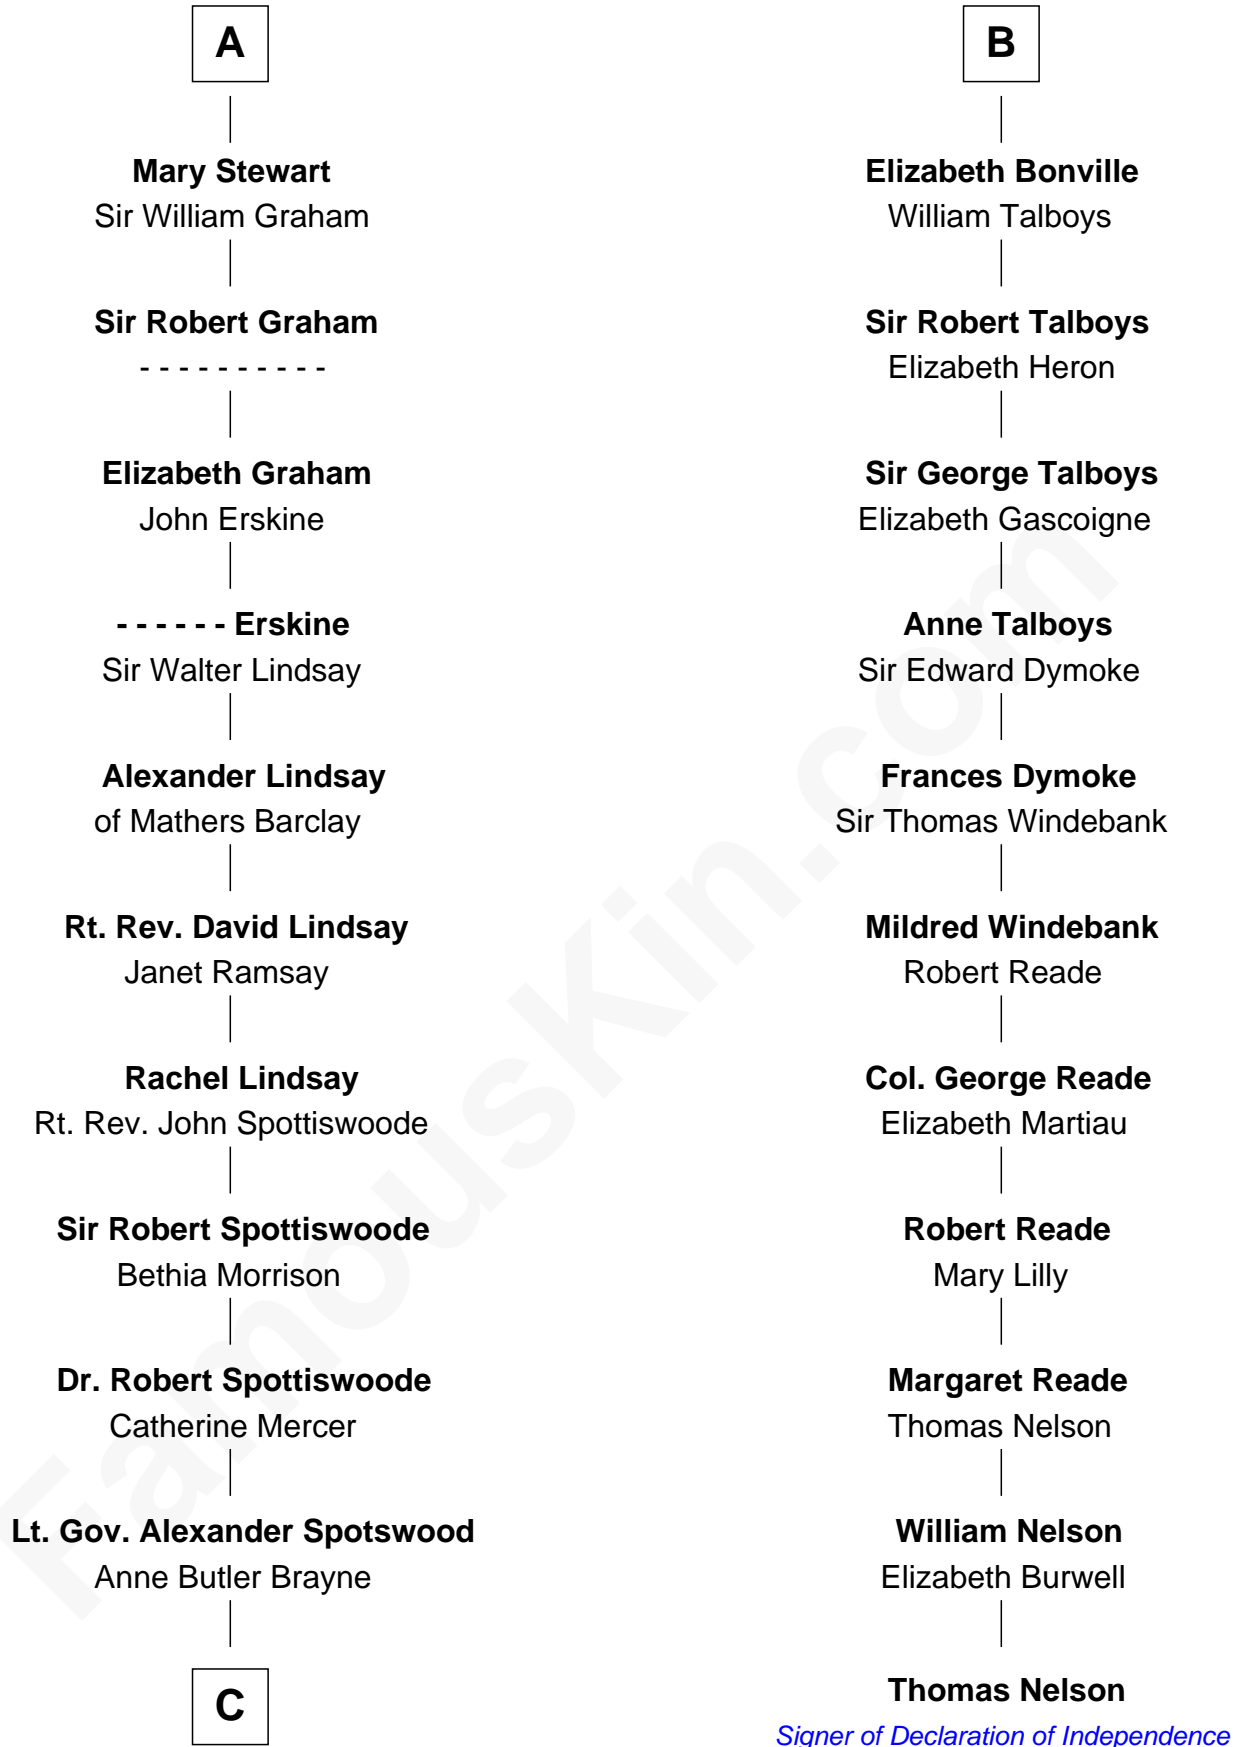 A
Mary Stewart
Sir William Graham
Sir Robert Graham
- - - - - - - - - -
Elizabeth Graham
John Erskine
- - - - - - Erskine
Sir Walter Lindsay
Alexander Lindsay
of Mathers Barclay
Rt. Rev. David Lindsay
Janet Ramsay
Rachel Lindsay
Rt. Rev. John Spottiswoode
Sir Robert Spottiswoode
Bethia Morrison
Dr. Robert Spottiswoode
Catherine Mercer
Lt. Gov. Alexander Spotswood
Anne Butler Brayne
C
B
Elizabeth Bonville
William Talboys
Sir Robert Talboys
Elizabeth Heron
Sir George Talboys
Elizabeth Gascoigne
Anne Talboys
Sir Edward Dymoke
Frances Dymoke
Sir Thomas Windebank
Mildred Windebank
Robert Reade
Col. George Reade
Elizabeth Martiau
Robert Reade
Mary Lilly
Margaret Reade
Thomas Nelson
William Nelson
Elizabeth Burwell
Thomas Nelson
Signer of Declaration of Independence
FamousKin.com